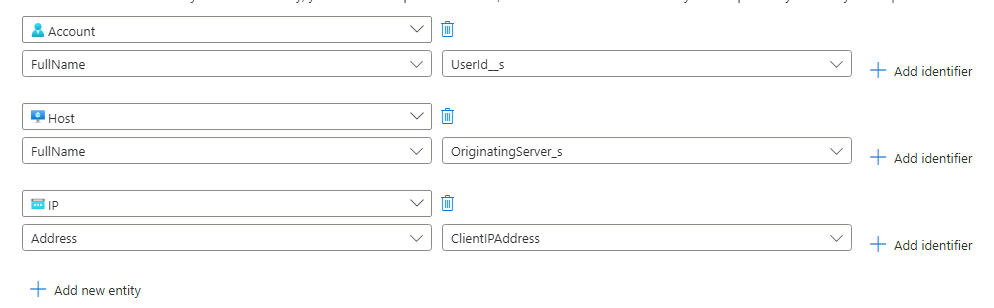 Account
FullName UserId__s Add identifier
Host
FullName OriginatingServer_s Add identifier
IP
Address ClientIPAddress Add identifier
Add new entity